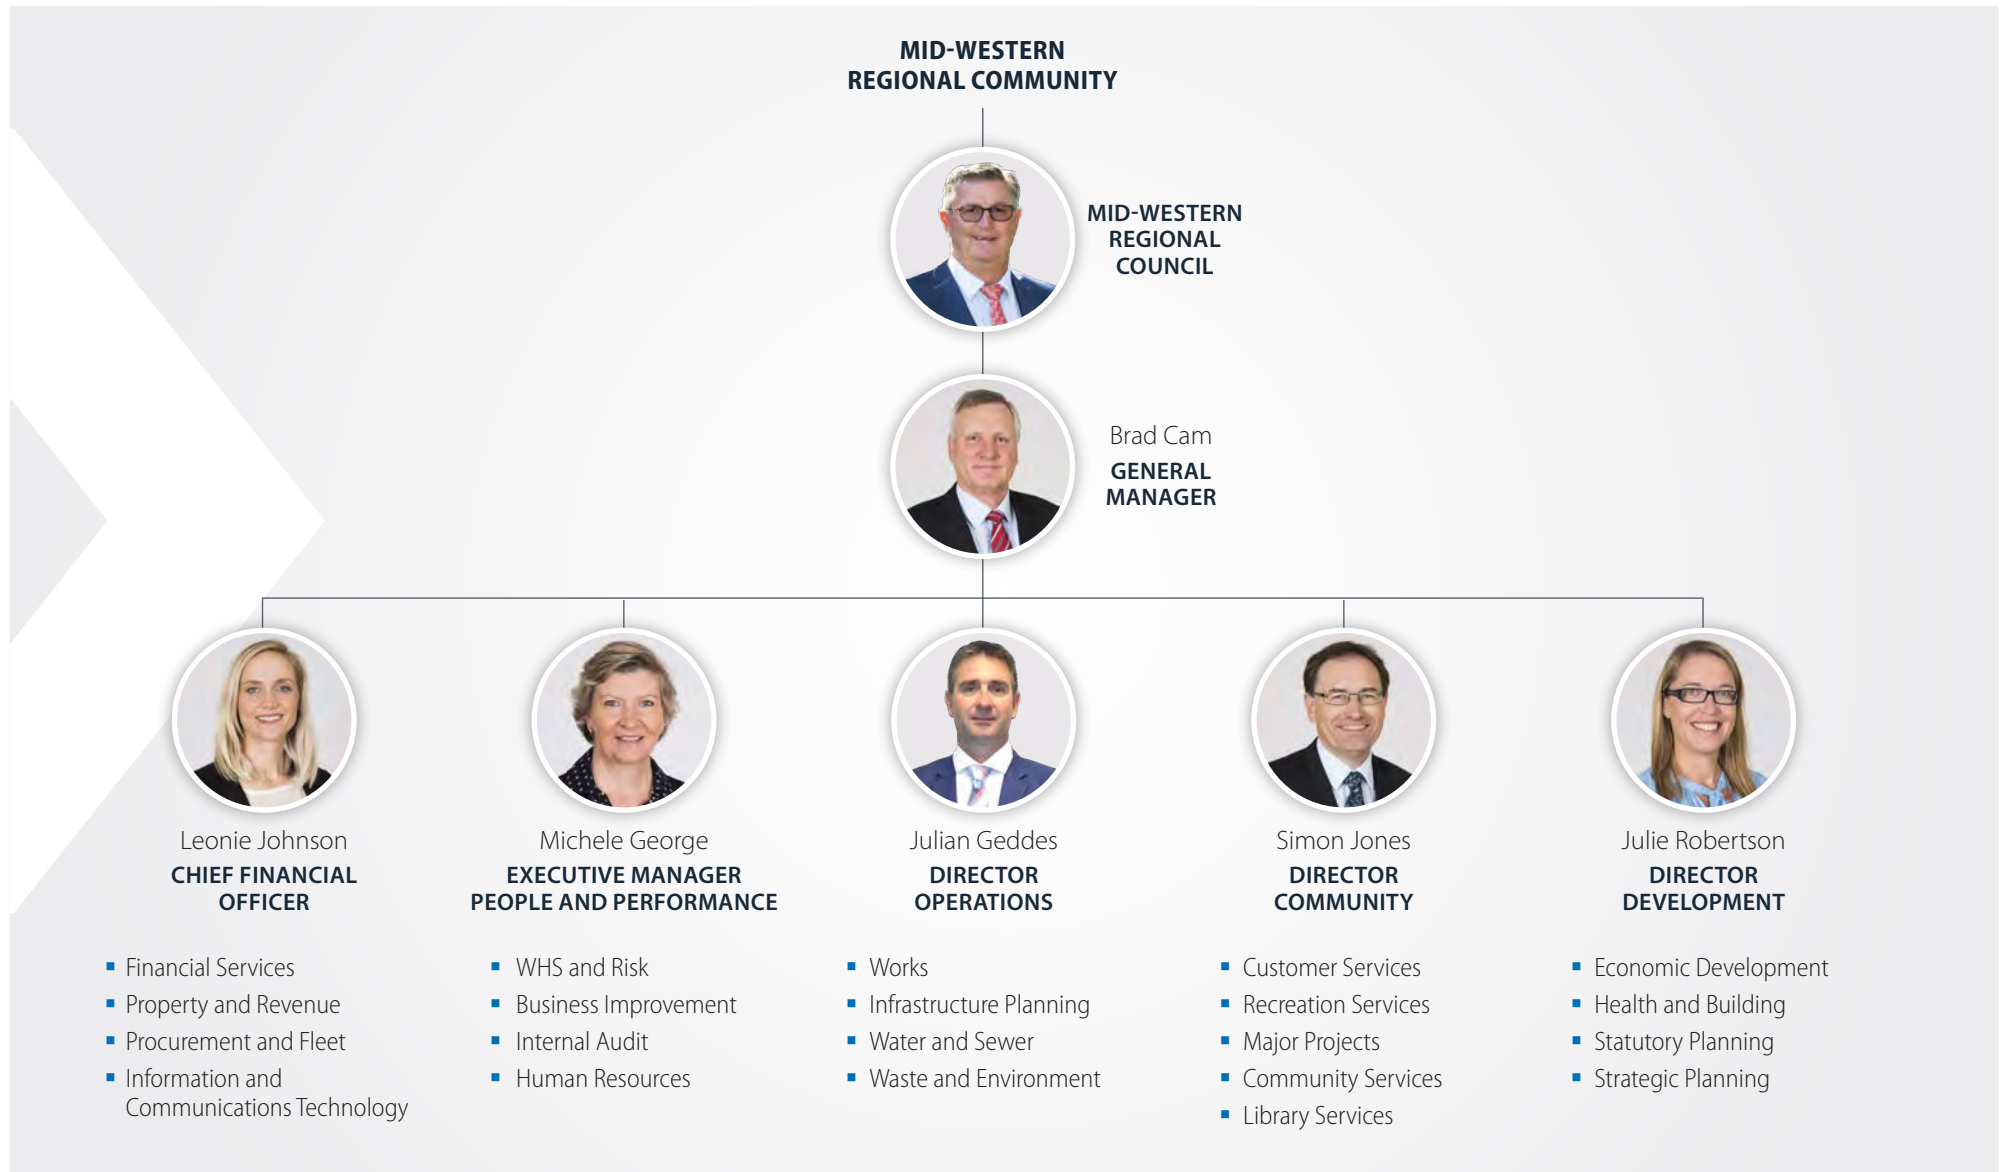 MID-WESTERN
REGIONAL COMMUNITY
MID-WESTERN
REGIONAL
COUNCIL
Brad Cam
GENERAL
MANAGER
Leonie Johnson
CHIEF FINANCIAL
OFFICER
▪ Financial Services
▪ Property and Revenue
▪ Procurement and Fleet
▪ Information and
Communications Technology
Michele George
EXECUTIVE MANAGER
PEOPLE AND PERFORMANCE
▪ WHS and Risk
▪ Business Improvement
▪ Internal Audit
▪ Human Resources
Julian Geddes
DIRECTOR
OPERATIONS
▪ Works
▪ Infrastructure Planning
▪ Water and Sewer
▪ Waste and Environment
Simon Jones
DIRECTOR
COMMUNITY
▪ Customer Services
▪ Recreation Services
▪ Major Projects
▪ Community Services
▪ Library Services
Julie Robertson
DIRECTOR
DEVELOPMENT
▪ Economic Development
▪ Health and Building
▪ Statutory Planning
▪ Strategic Planning